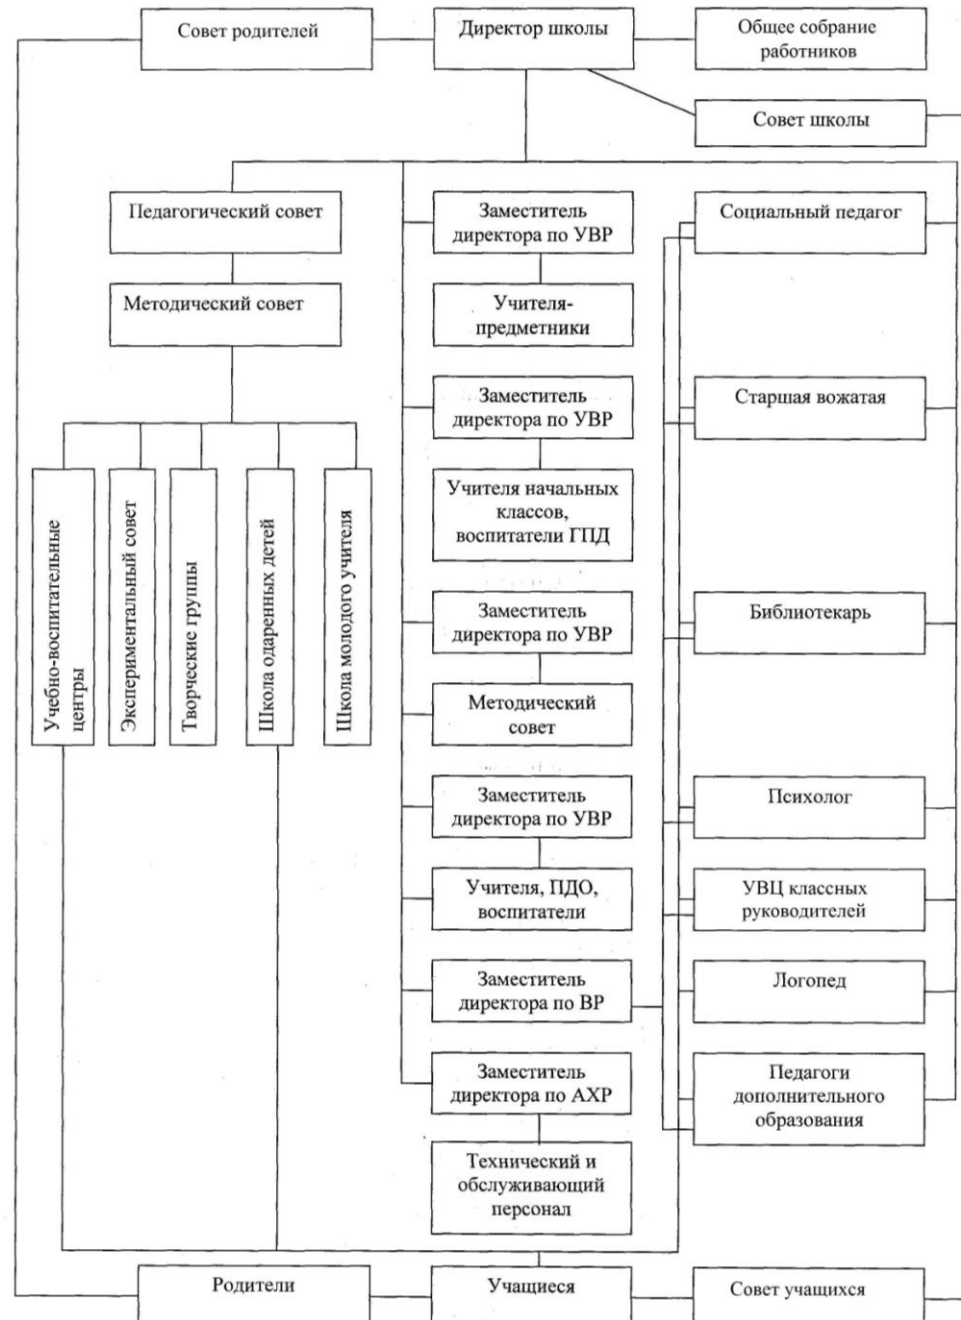 Совет родителей
Директор школы
Общее собрание
работников
Совет школы
Педагогический совет
Методический совет
Учебно-воспитательные
центры
Экспериментальный совет
Творческие группы
Школа одаренных детей
Школа молодого учителя
Заместитель
директора по УВР
Учителя-
предметники
Заместитель
директора по УВР
Учителя начальных
классов,
воспитатели ГПД
Заместитель
директора по УВР
Методический
совет
Заместитель
директора по УВР
Учителя, ПДО,
воспитатели
Заместитель
директора по ВР
Заместитель
директора по АХР
Технический и
обслуживающий
персонал
Социальный педагог
Старшая вожатая
Библиотекарь
Психолог
УВЦ классных
руководителей
Логопед
Педагоги
дополнительного
образования
Родители
Учащиеся
Совет учащихся